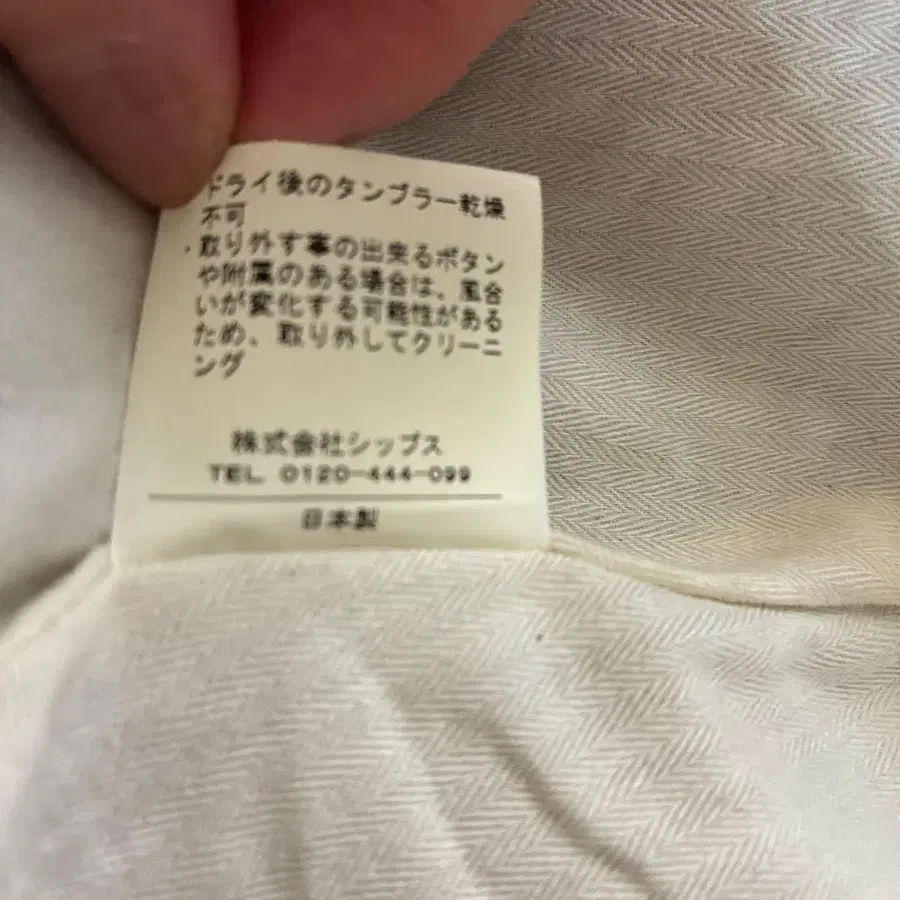 ドライ後のタンブラー乾燥
不可
・取り外す事の出来るボタン
や附属のある場合は、風合
いが変化する可能性がある
ため、取り外してクリーニ
ング
株式会社シップス
TEL 0120-444-099
日本製